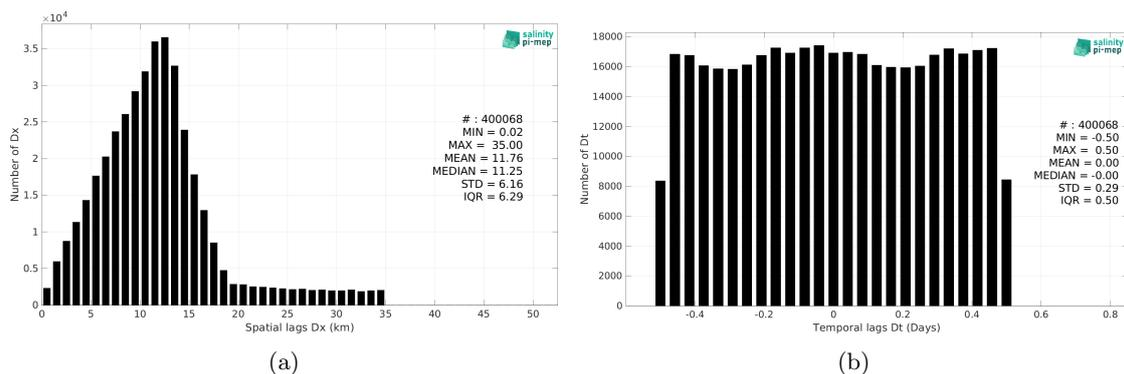 ×10⁴
3.5
3
2.5
2
1.5
1
0.5
0
Number of Dx
0 5 10 15 20 25 30 35 40 45 50
Spatial lags Dx (km)
salinity
pi-mep
# : 400068
MIN = 0.02
MAX = 35.00
MEAN = 11.76
MEDIAN = 11.25
STD = 6.16
IQR = 6.29
(a)
18000
16000
14000
12000
10000
8000
6000
4000
2000
0
Number of Dt
-0.4 -0.2 0 0.2 0.4 0.6 0.8
Temporal lags Dt (Days)
salinity
pi-mep
# : 400068
MIN = -0.50
MAX = 0.50
MEAN = 0.00
MEDIAN = -0.00
STD = 0.29
IQR = 0.50
(b)